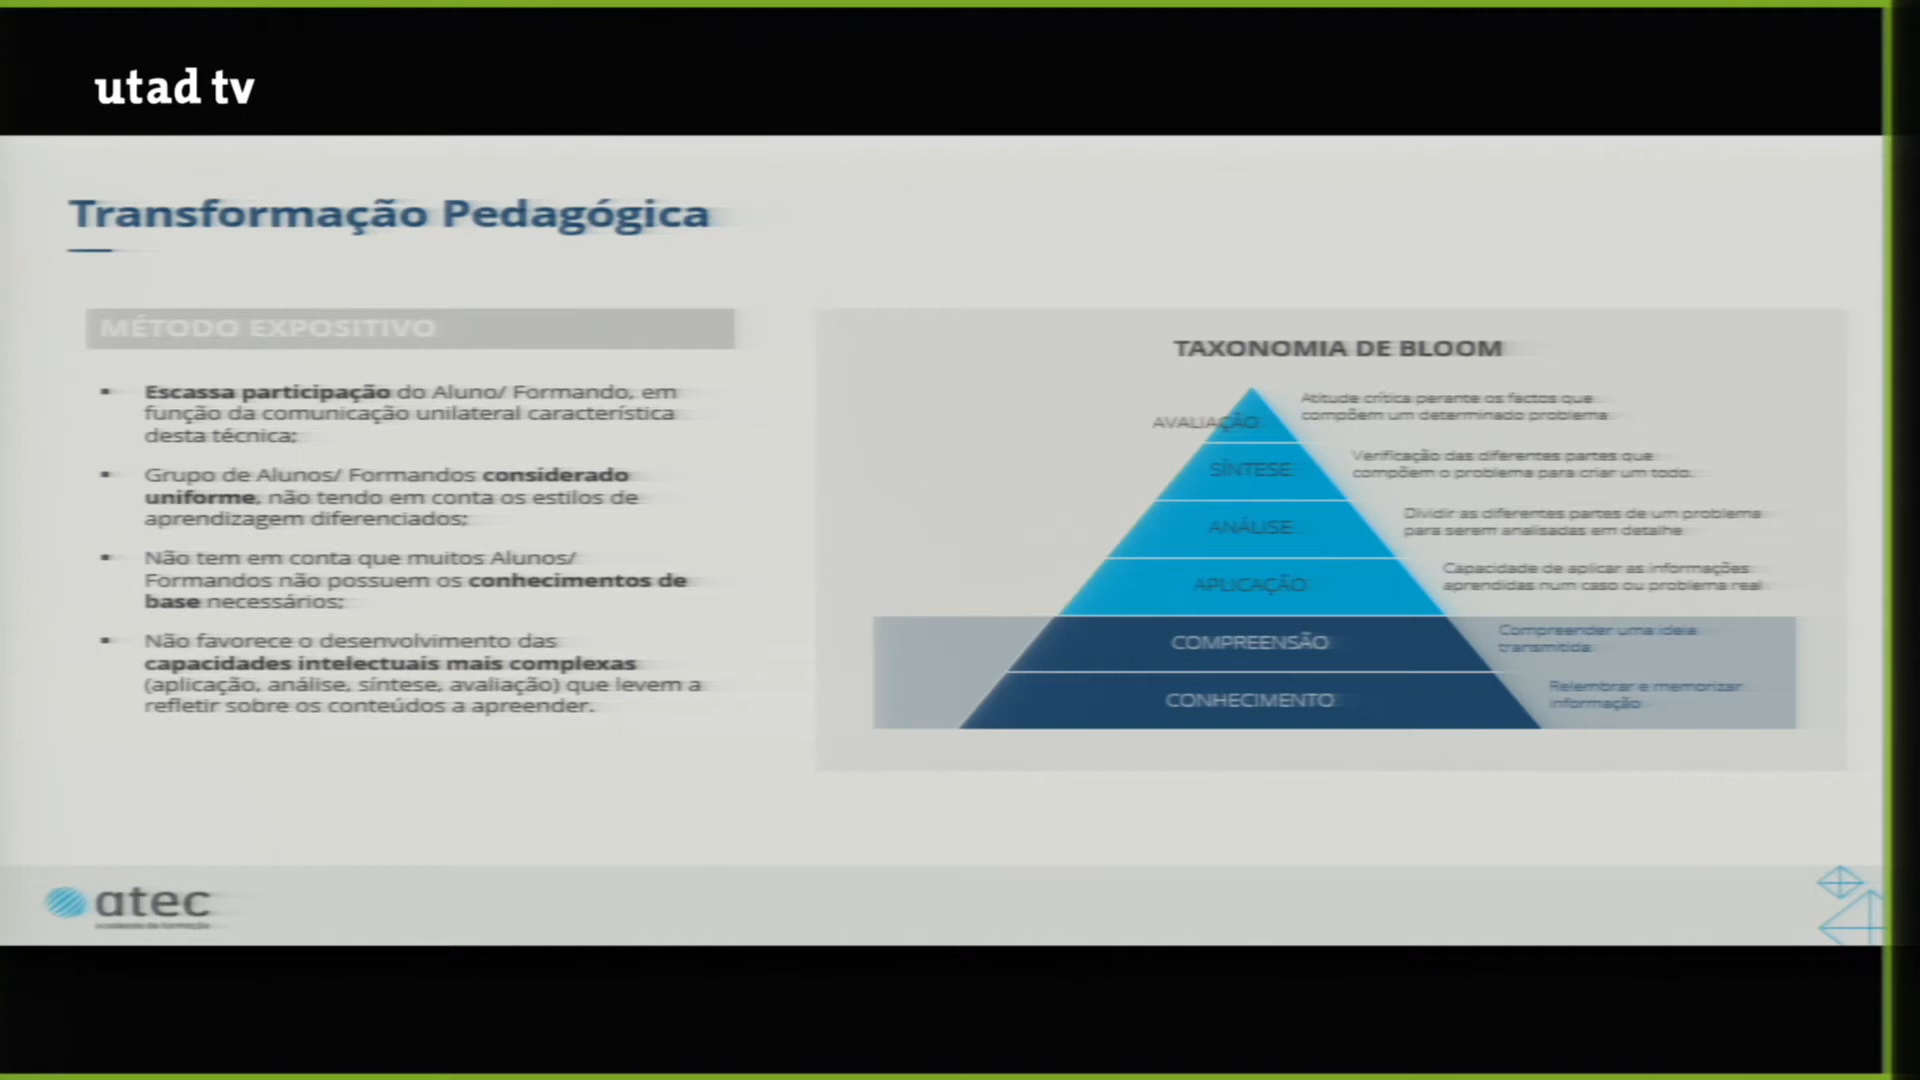 utad tv
Transformação Pedagógica
MÉTODO EXPOSITIVO
▪ Escassa participação do Aluno/ Formando, em
função da comunicação unilateral característica
desta técnica;
▪ Grupo de Alunos/ Formandos considerado
uniforme, não tendo em conta os estilos de
aprendizagem diferenciados;
▪ Não tem em conta que muitos Alunos/
Formandos não possuem os conhecimentos de
base necessários;
▪ Não favorece o desenvolvimento das
capacidades intelectuais mais complexas
(aplicação, análise, síntese, avaliação) que levem a
refletir sobre os conteúdos a apreender.
TAXONOMIA DE BLOOM
AVALIAÇÃO
Atitude crítica perante os factos que
compõem um determinado problema
SÍNTESE
Verificação das diferentes partes que
compõem o problema para criar um todo.
ANÁLISE
Dividir as diferentes partes de um problema
para serem analisadas em detalhe
APLICAÇÃO
Capacidade de aplicar as informações
aprendidas num caso ou problema real
COMPREENSÃO
Compreender uma ideia
transmitida
CONHECIMENTO
Relembrar e memorizar
informação
atec
academia de formação